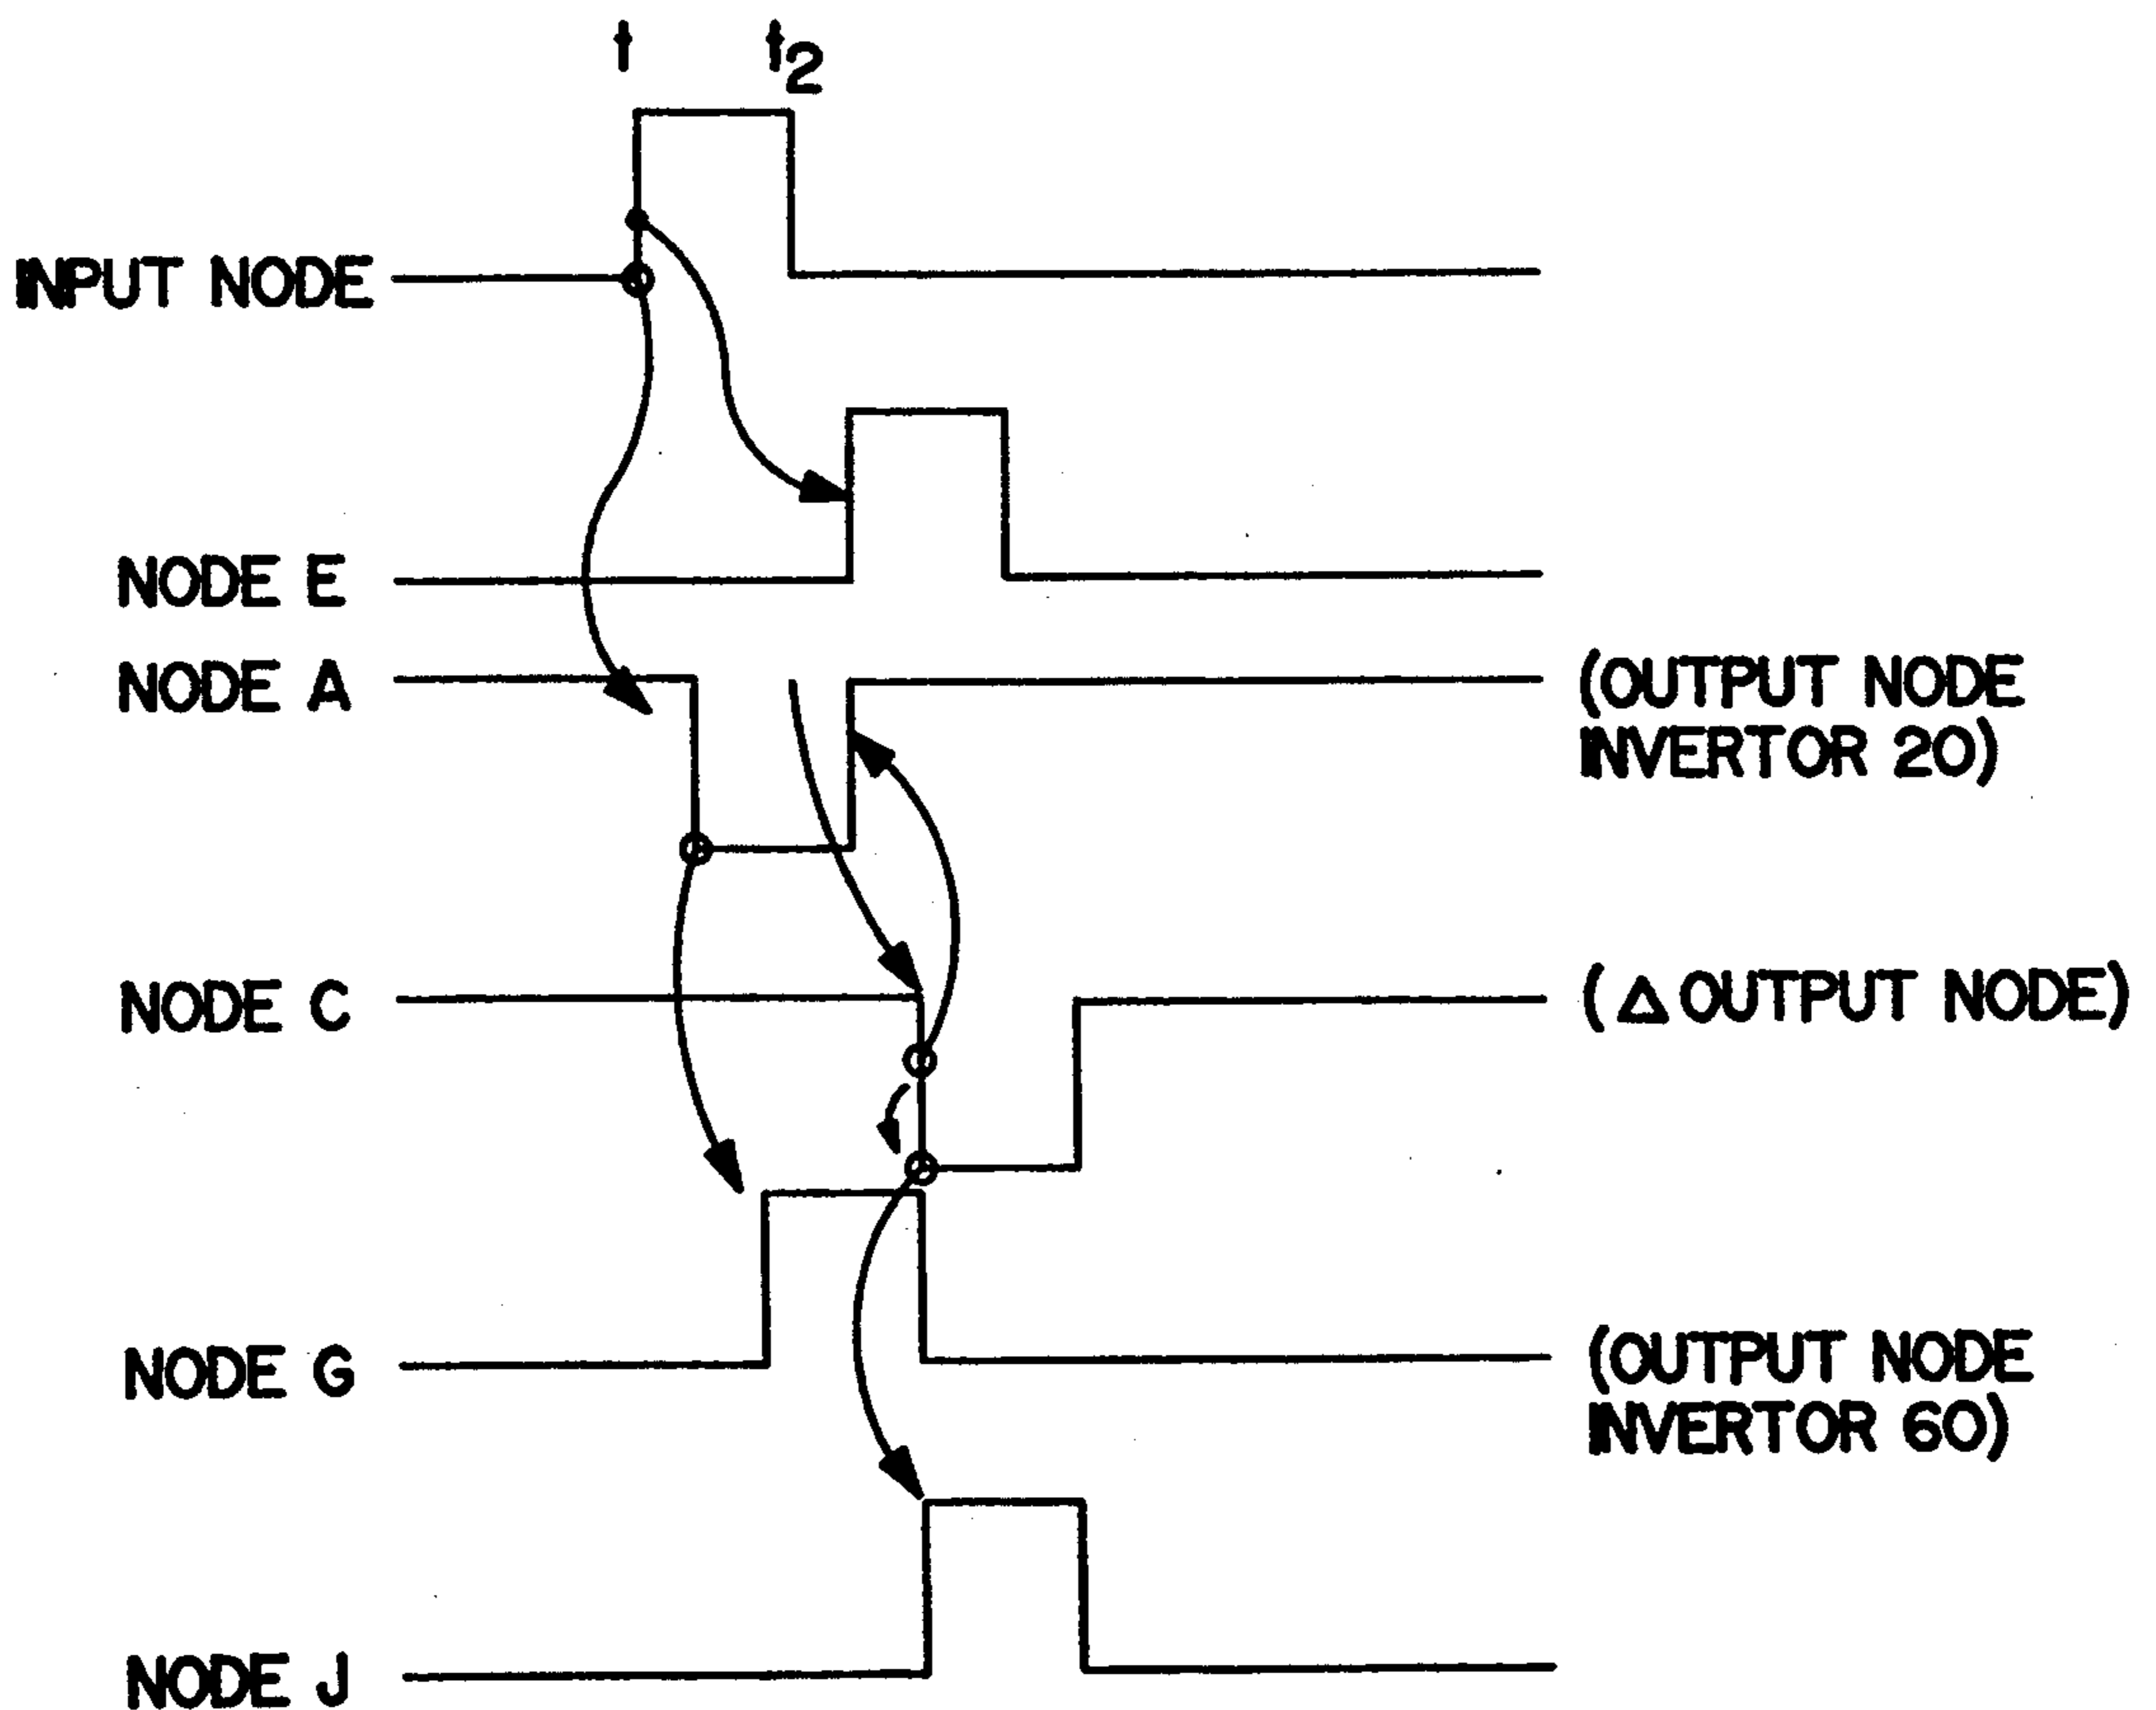 t t2
INPUT NODE
NODE E
NODE A (OUTPUT NODE
INVERTOR 20)
NODE C (Δ OUTPUT NODE)
NODE G (OUTPUT NODE
INVERTOR 60)
NODE J